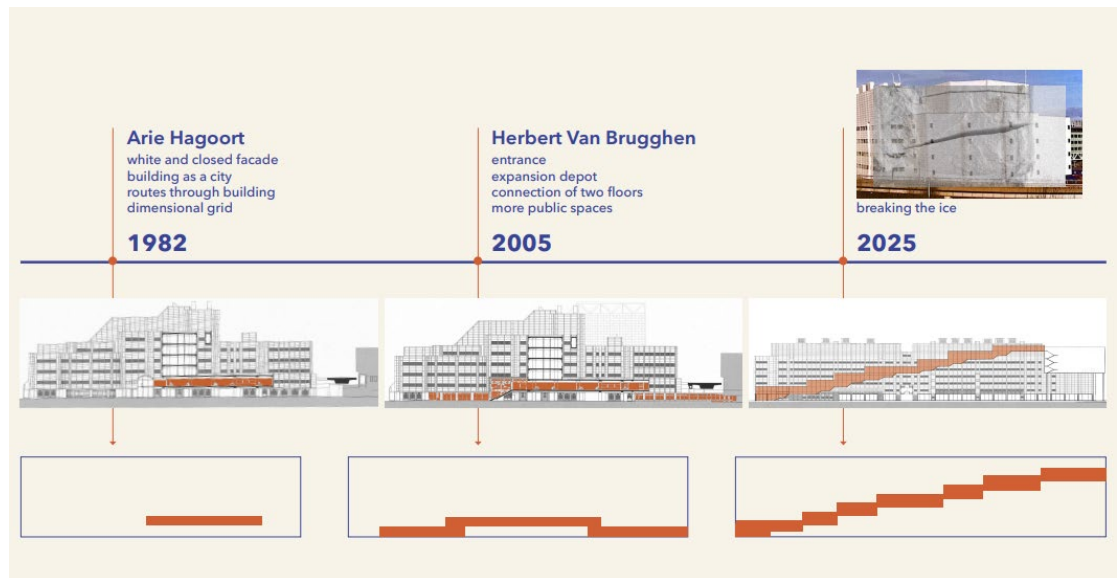 Arie Hagoort
white and closed facade
building as a city
routes through building
dimensional grid
1982
Herbert Van Brugghen
entrance
expansion depot
connection of two floors
more public spaces
2005
breaking the ice
2025